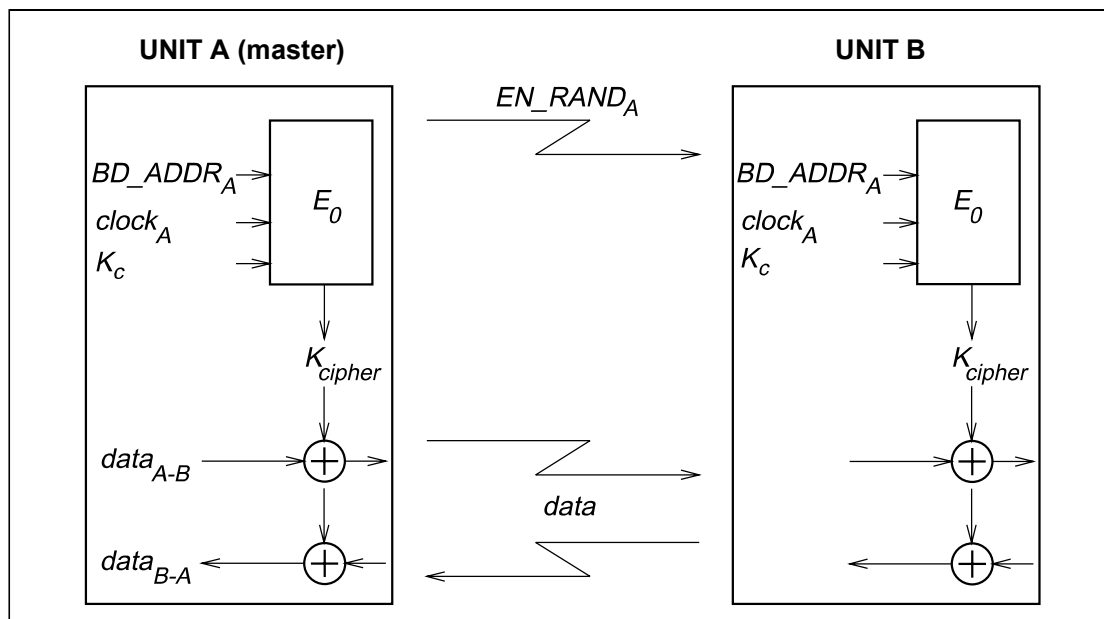 UNIT A (master)
UNIT B
EN_RAND_A
BD_ADDR_A
E_0
clock_A
K_c
K_cipher
BD_ADDR_A
E_0
clock_A
K_c
K_cipher
data_A-B
data
data_B-A